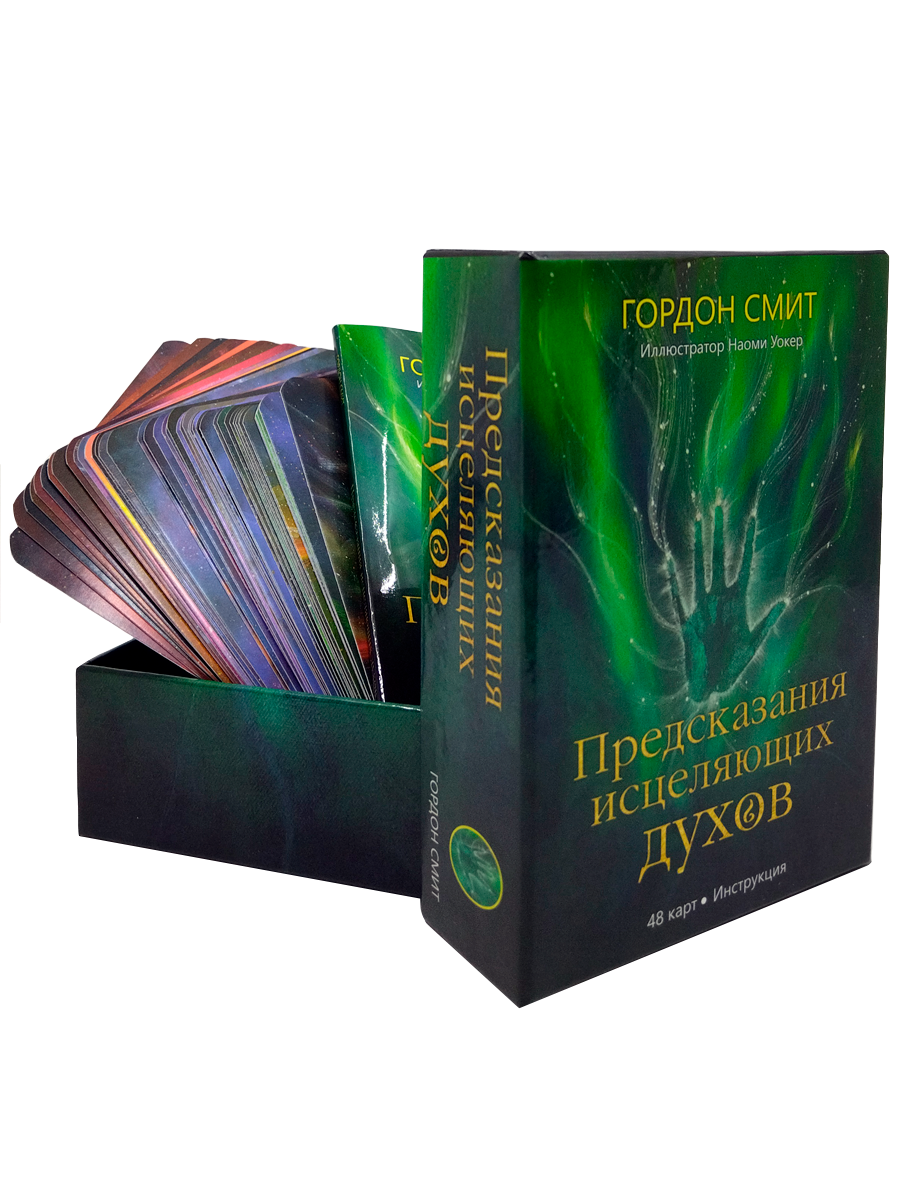 ГОРДОН СМИТ
Иллюстратор Наоми Уокер
Предсказания
исцеляющих
духов
48 карт • Инструкция
Предсказания
исцеляющих
духов
ГОРДОН СМИТ